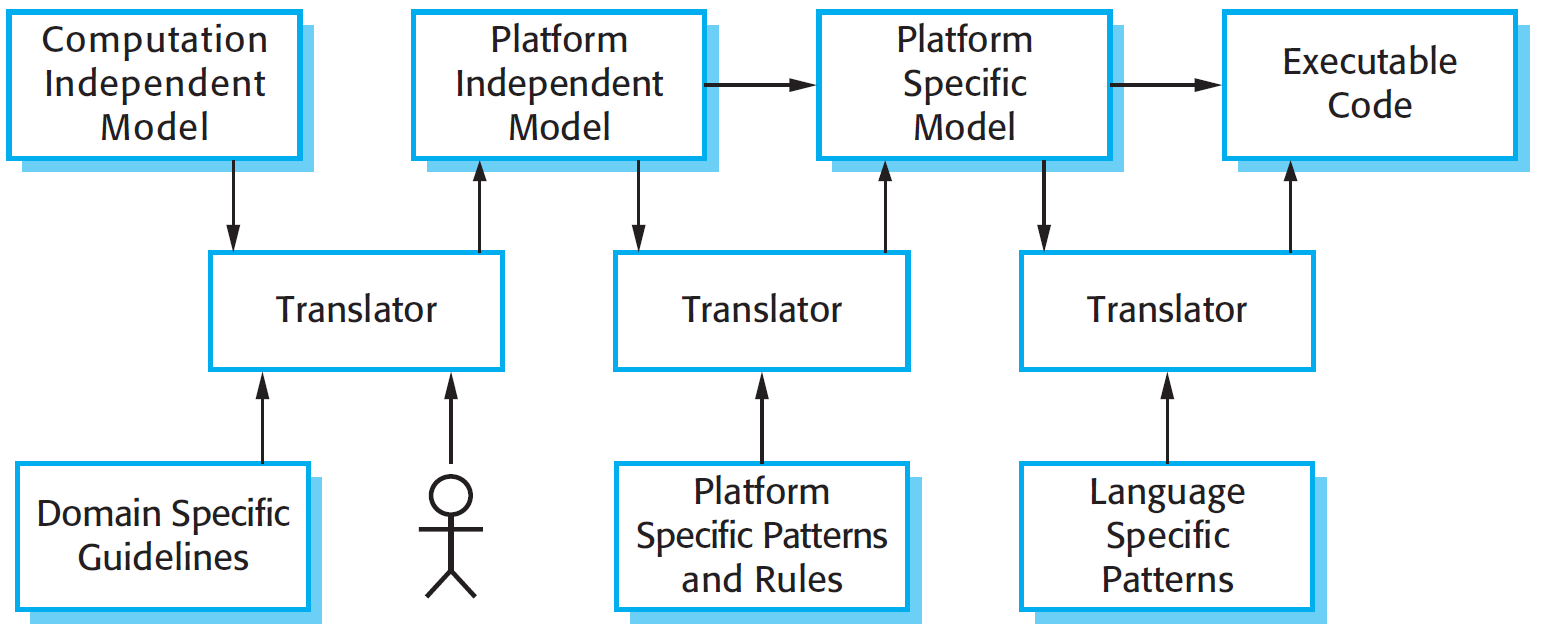 Computation
Independent
Model
Platform
Independent
Model
Platform
Specific
Model
Executable
Code
Translator
Translator
Translator
Domain Specific
Guidelines
Platform
Specific Patterns
and Rules
Language
Specific
Patterns